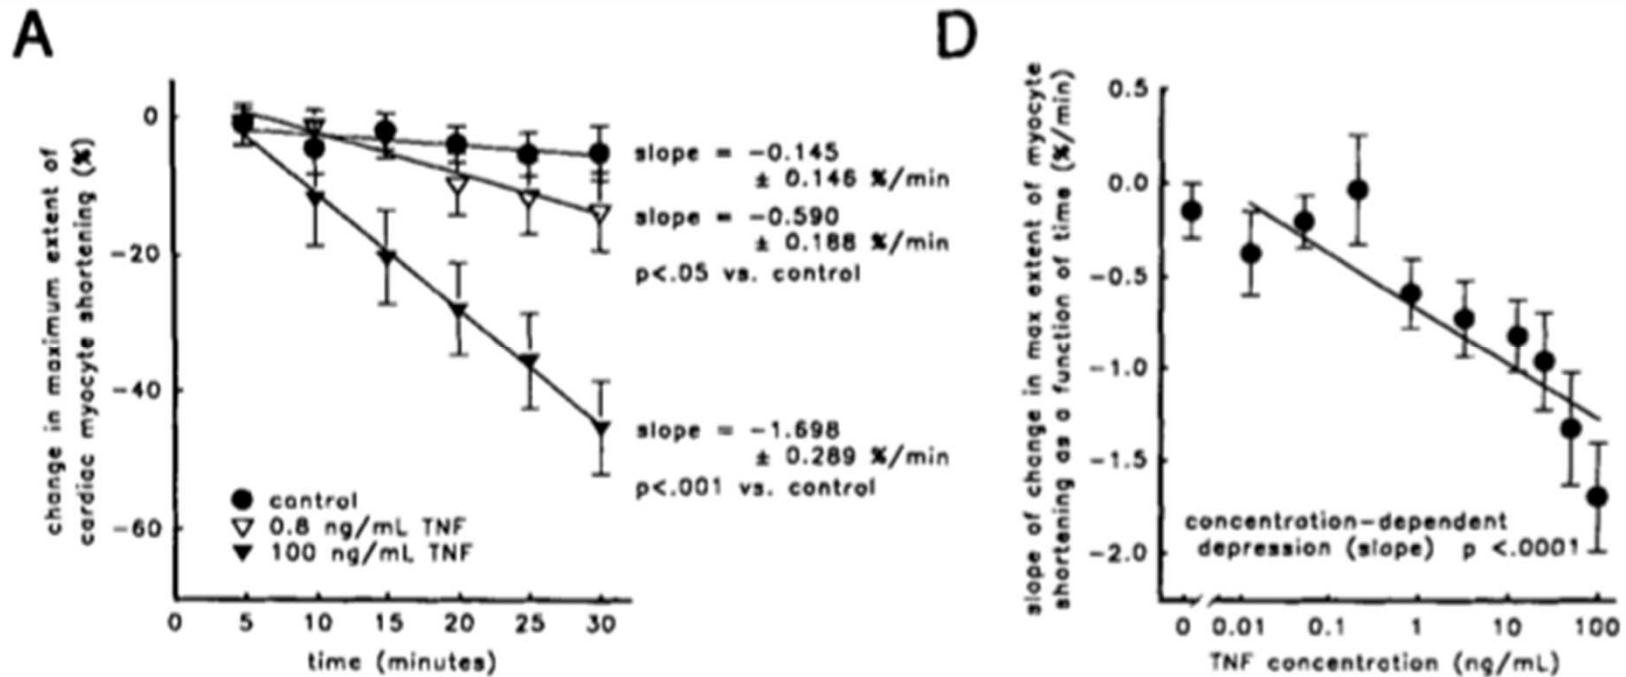 A
change in maximum extent of
cardiac myocyte shortening (%)
0
-20
-40
-60
slope = -0.145
± 0.146 %/min
slope = -0.590
± 0.188 %/min
p<.05 vs. control
slope = -1.698
± 0.289 %/min
p<.001 vs. control
control
0.8 ng/mL TNF
100 ng/mL TNF
0 5 10 15 20 25 30
time (minutes)
D
slope of change in max extent of myocyte
shortening as a function of time (%/min)
0.5
0.0
-0.5
-1.0
-1.5
-2.0
concentration-dependent
depression (slope) p <.0001
0 0.01 0.1 1 10 100
TNF concentration (ng/mL)